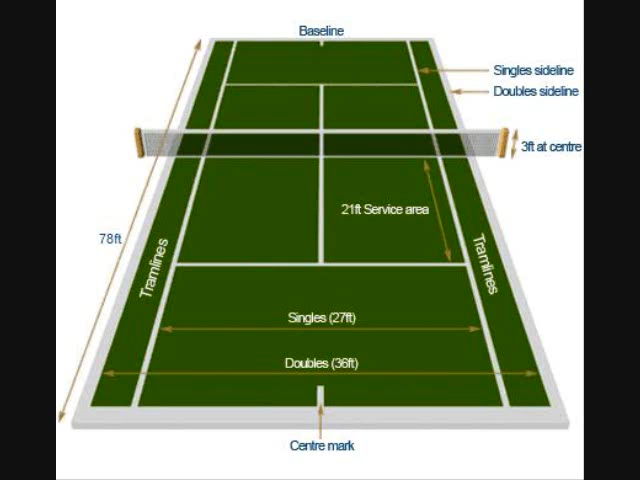 Baseline
Singles sideline
Doubles sideline
3ft at centre
21ft Service area
78ft
Tramlines
Tramlines
Singles (27ft)
Doubles (36ft)
Centre mark